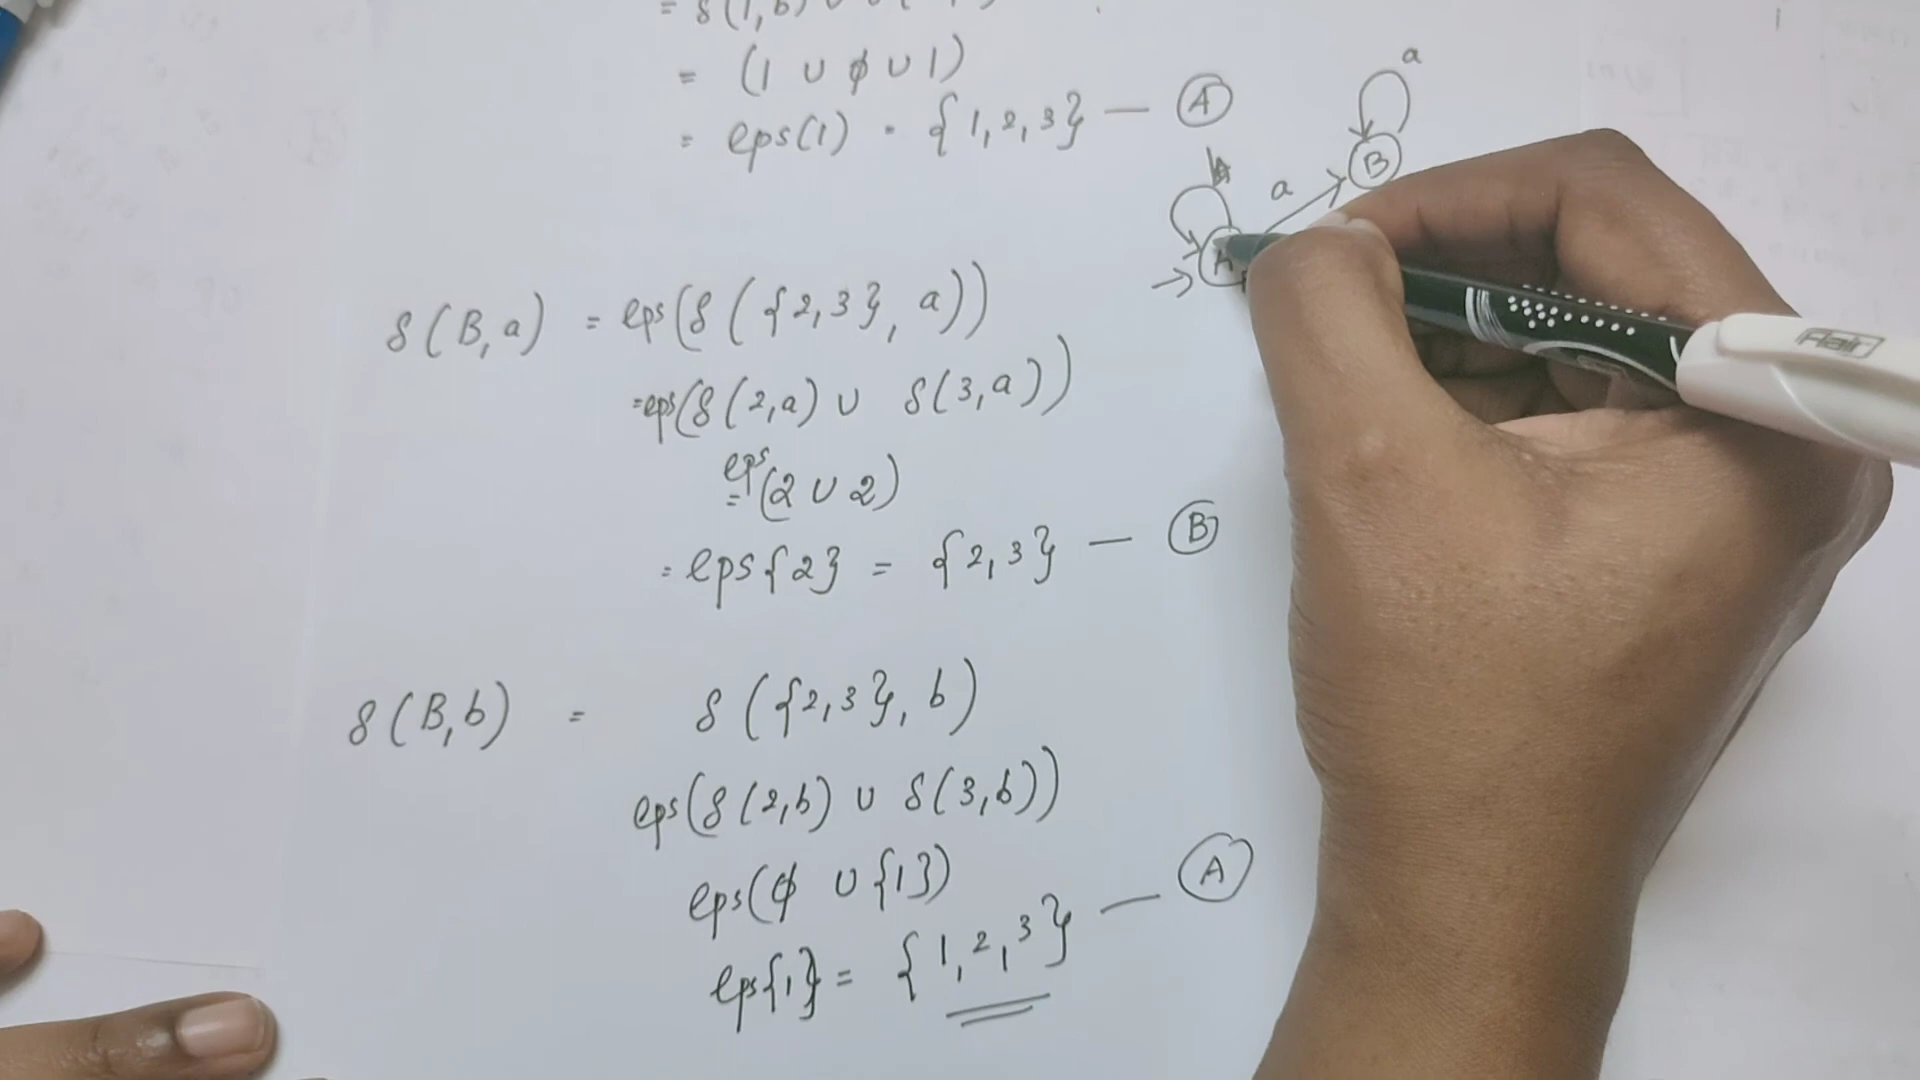 = δ(1,b) ∪
= (1 ∪ ϕ ∪ 1)
= eps(1) = {1,2,3} — A
a
B
a
A
δ(B,a) = eps(δ({2,3}, a))
=eps(δ(2,a) ∪ δ(3,a))
= eps(2 ∪ 2)
= eps{2} = {2,3} — B
δ(B,b) = δ({2,3}, b)
eps(δ(2,b) ∪ δ(3,b))
eps(ϕ ∪ {1})
eps{1} = {1,2,3} — A
Flair